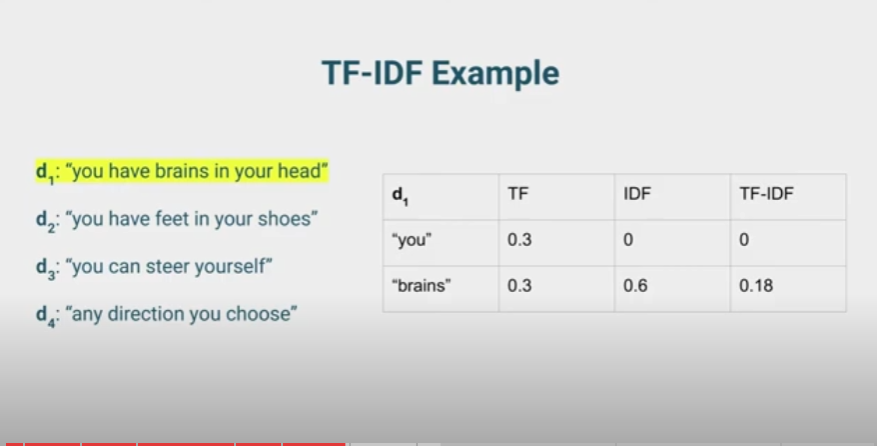 TF-IDF Example
d₁: “you have brains in your head”
d₂: “you have feet in your shoes”
d₃: “you can steer yourself”
d₄: “any direction you choose”
d₁ TF IDF TF-IDF
“you” 0.3 0 0
“brains” 0.3 0.6 0.18